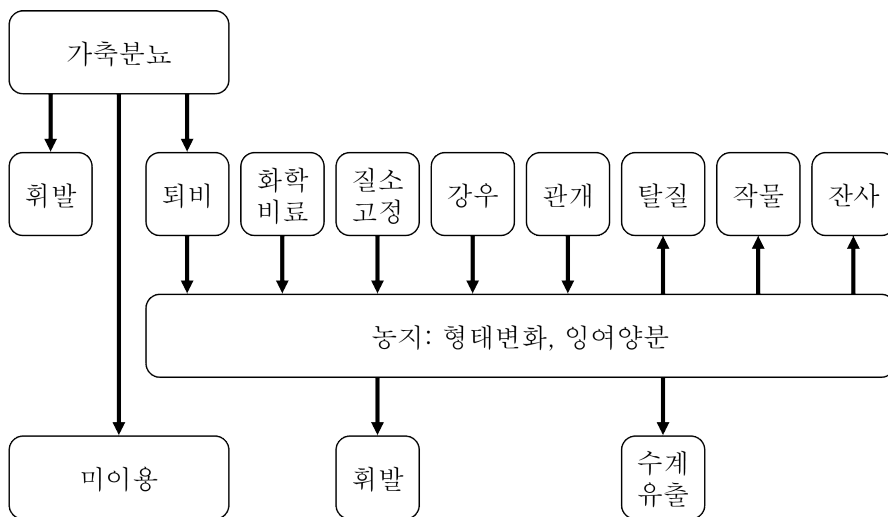 가축분뇨
휘발
퇴비
화학
비료
질소
고정
강우
관개
탈질
작물
잔사
농지: 형태변화, 잉여양분
미이용
휘발
수계
유출